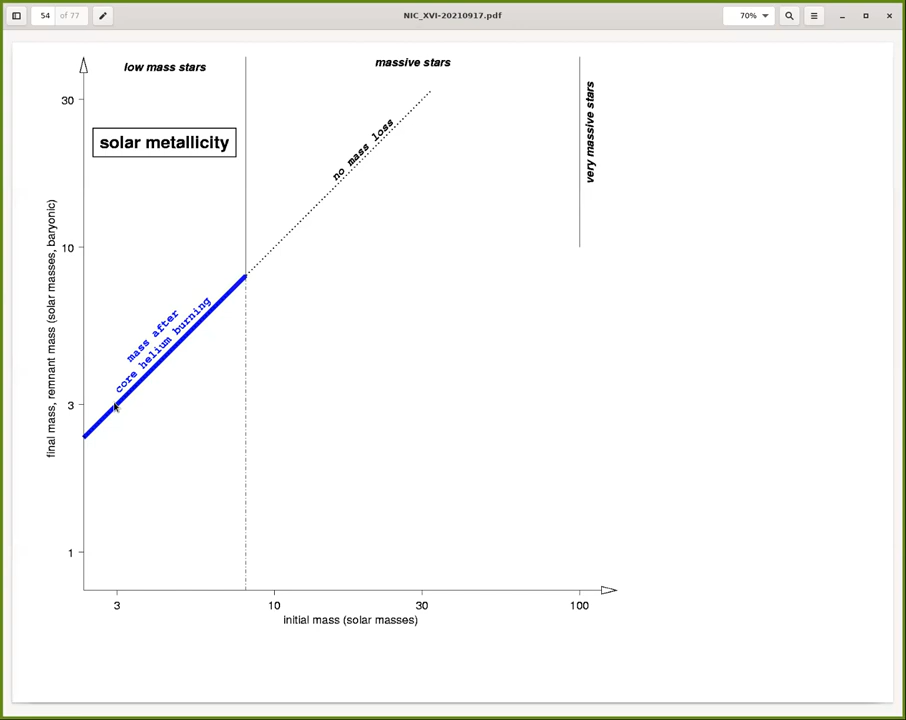 54 of 77
NIC_XVI-20210917.pdf
70%
low mass stars
massive stars
very massive stars
solar metallicity
no mass loss
mass after
core helium burning
final mass, remnant mass (solar masses, baryonic)
30
10
3
1
3
10
30
100
initial mass (solar masses)